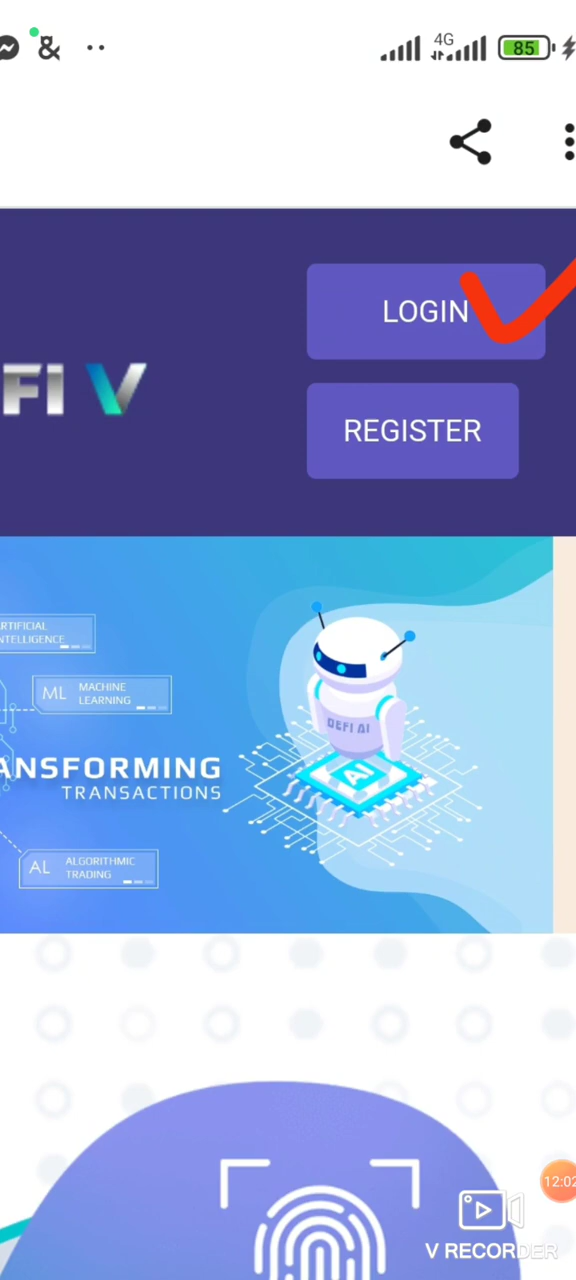 4G
85
LOGIN
REGISTER
FI V
RTIFICIAL
NTELLIGENCE
ML MACHINE
LEARNING
ANSFORMING
TRANSACTIONS
DEFI AI
AI
AL ALGORITHMIC
TRADING
12:02
V RECORDER